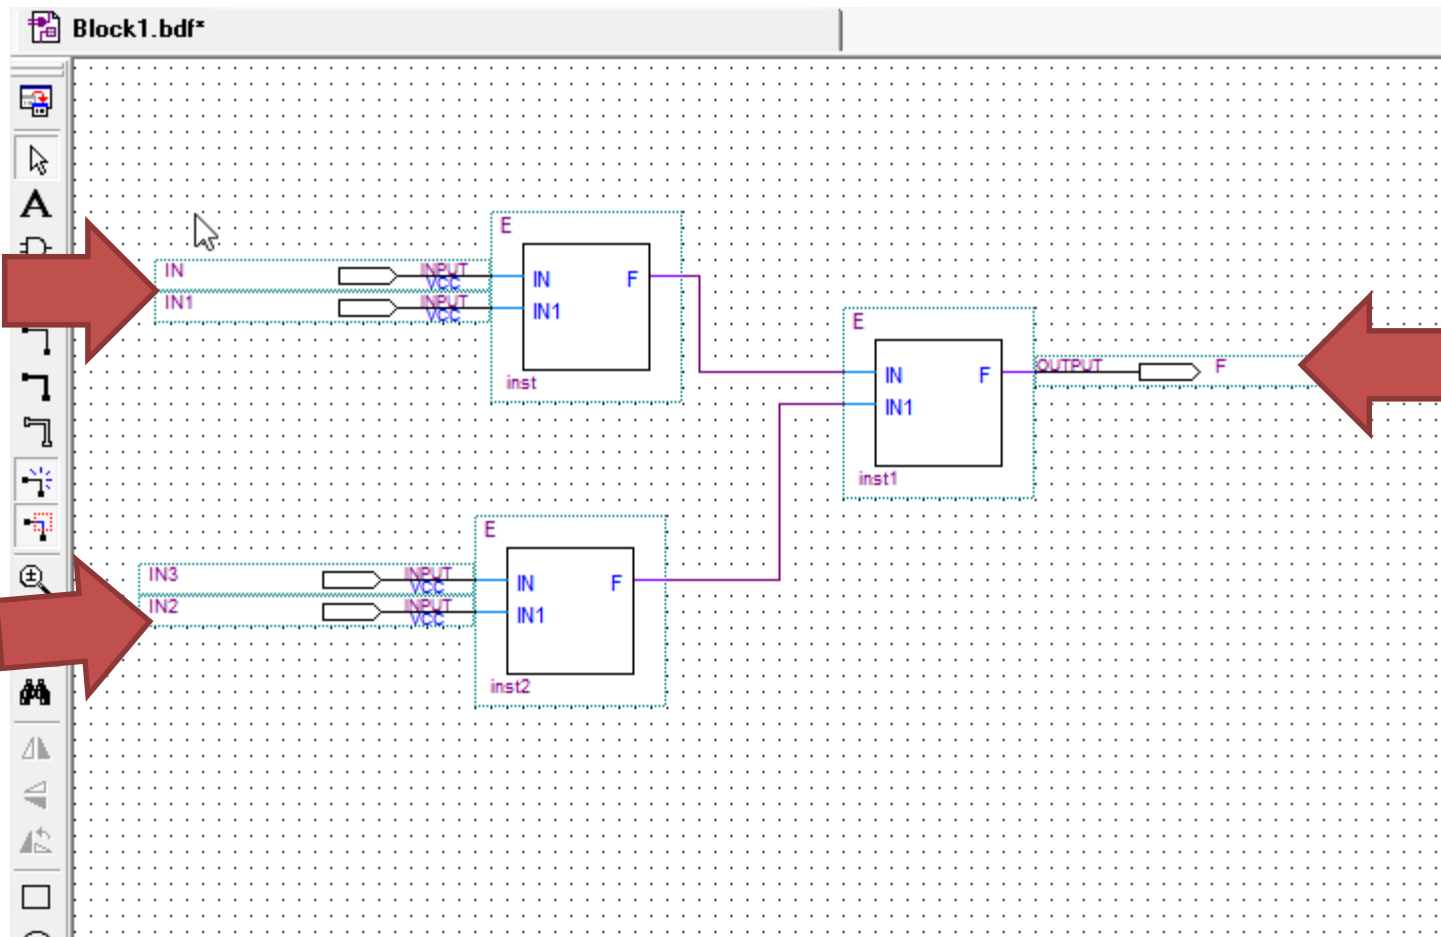 Block1.bdf*
A
E
IN INPUT VCC IN F
IN1 INPUT VCC IN1
inst
E
IN F OUTPUT F
IN1
inst1
E
IN3 INPUT VCC IN F
IN2 INPUT VCC IN1
inst2